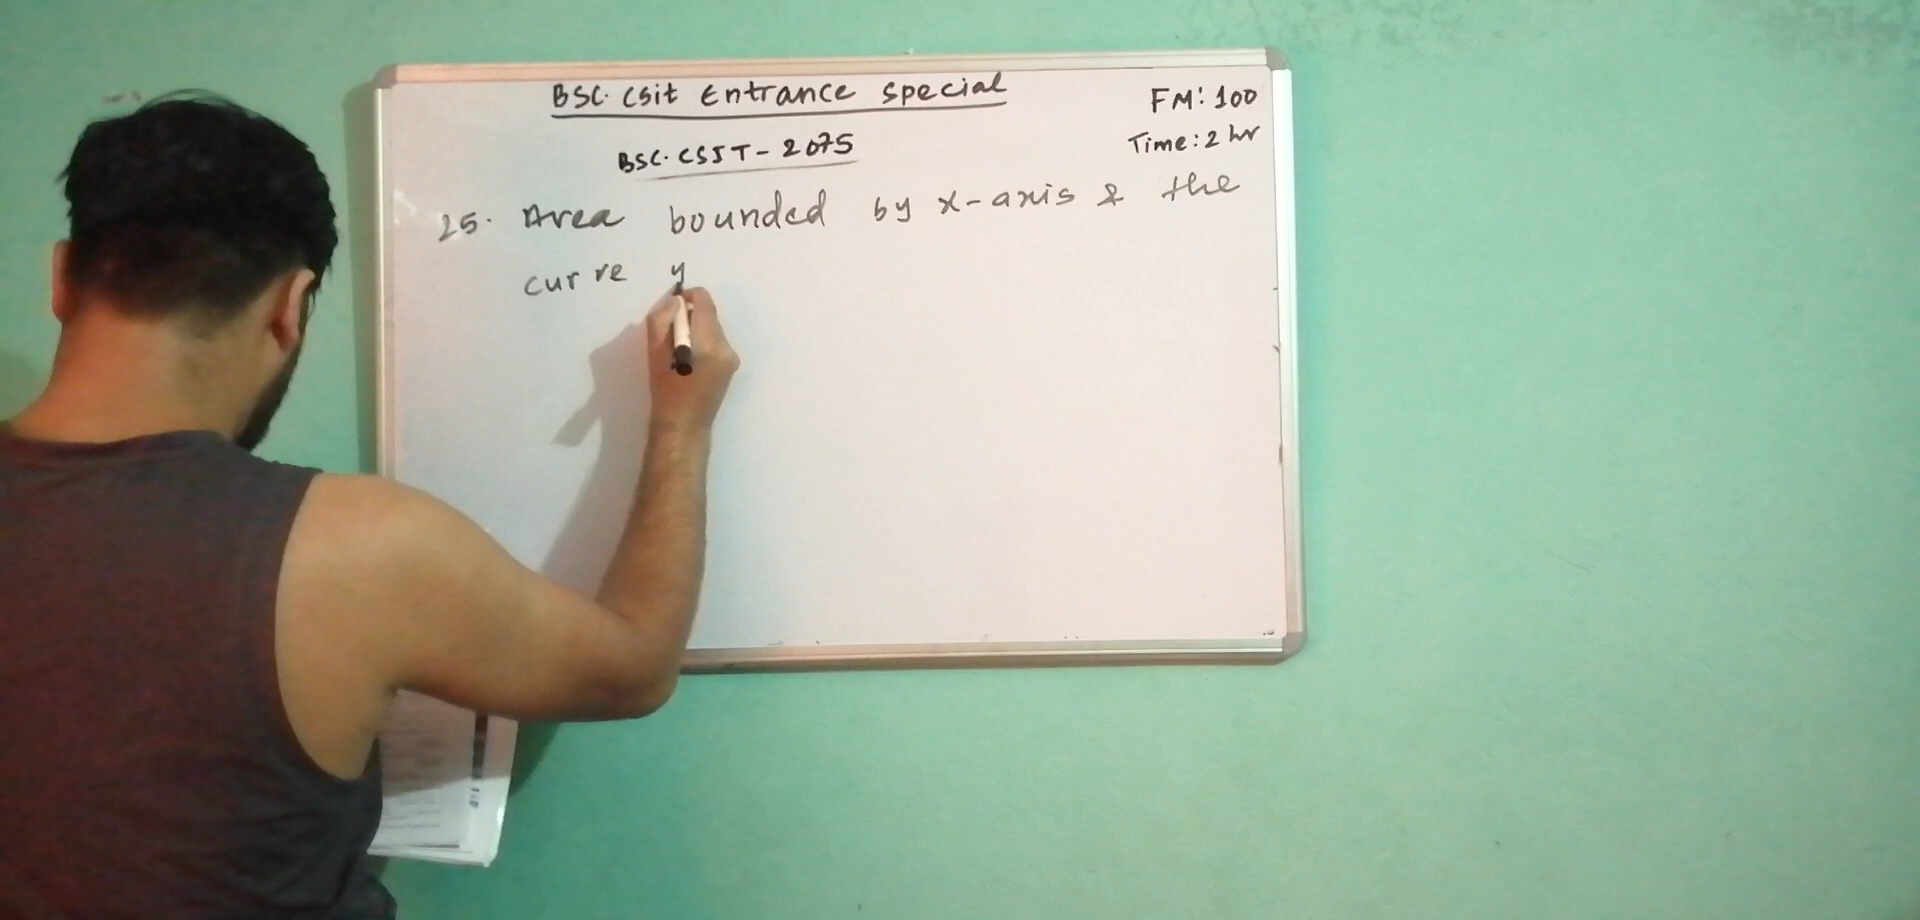 BSC. CSit Entrance Special
FM: 100
Time: 2 hr
BSC. CSIT - 2075
25. Area bounded by x-axis & the
curve y